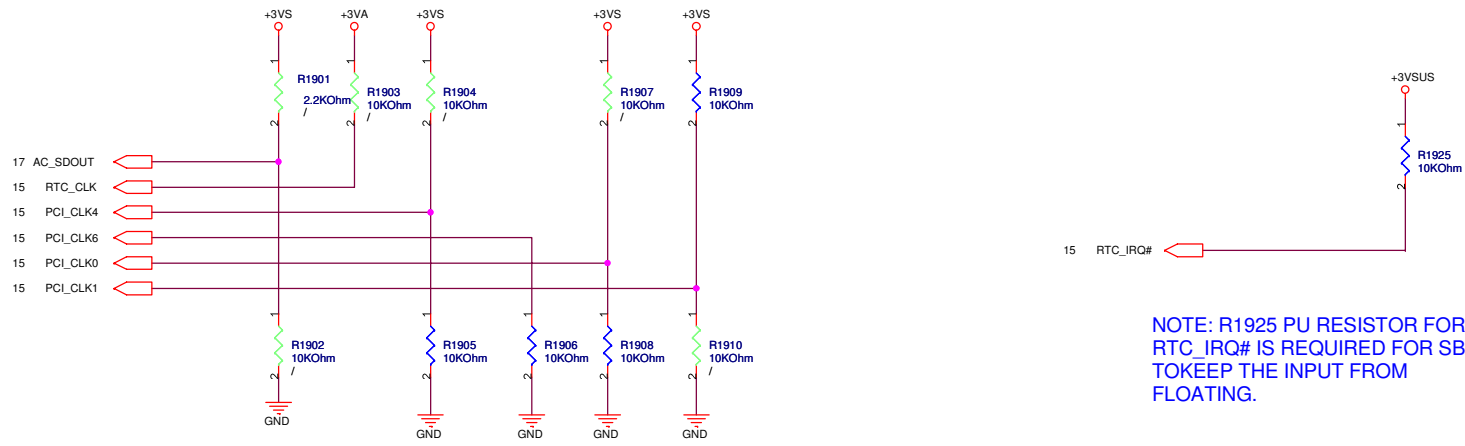 +3VS +3VA +3VS +3VS +3VS
1 1 1 1 1
R1901 2.2KOhm /
R1903 10KOhm /
R1904 10KOhm /
R1907 10KOhm /
R1909 10KOhm
2 2 2 2 2
17 AC_SDOUT
15 RTC_CLK
15 PCI_CLK4
15 PCI_CLK6
15 PCI_CLK0
15 PCI_CLK1
1 1 1 1 1
R1902 10KOhm /
R1905 10KOhm
R1906 10KOhm
R1908 10KOhm
R1910 10KOhm /
2 2 2 2 2
GND GND GND GND GND
+3VSUS
1
R1925
10KOhm
2
15 RTC_IRQ#
NOTE: R1925 PU RESISTOR FOR
RTC_IRQ# IS REQUIRED FOR SB
TOKEEP THE INPUT FROM
FLOATING.